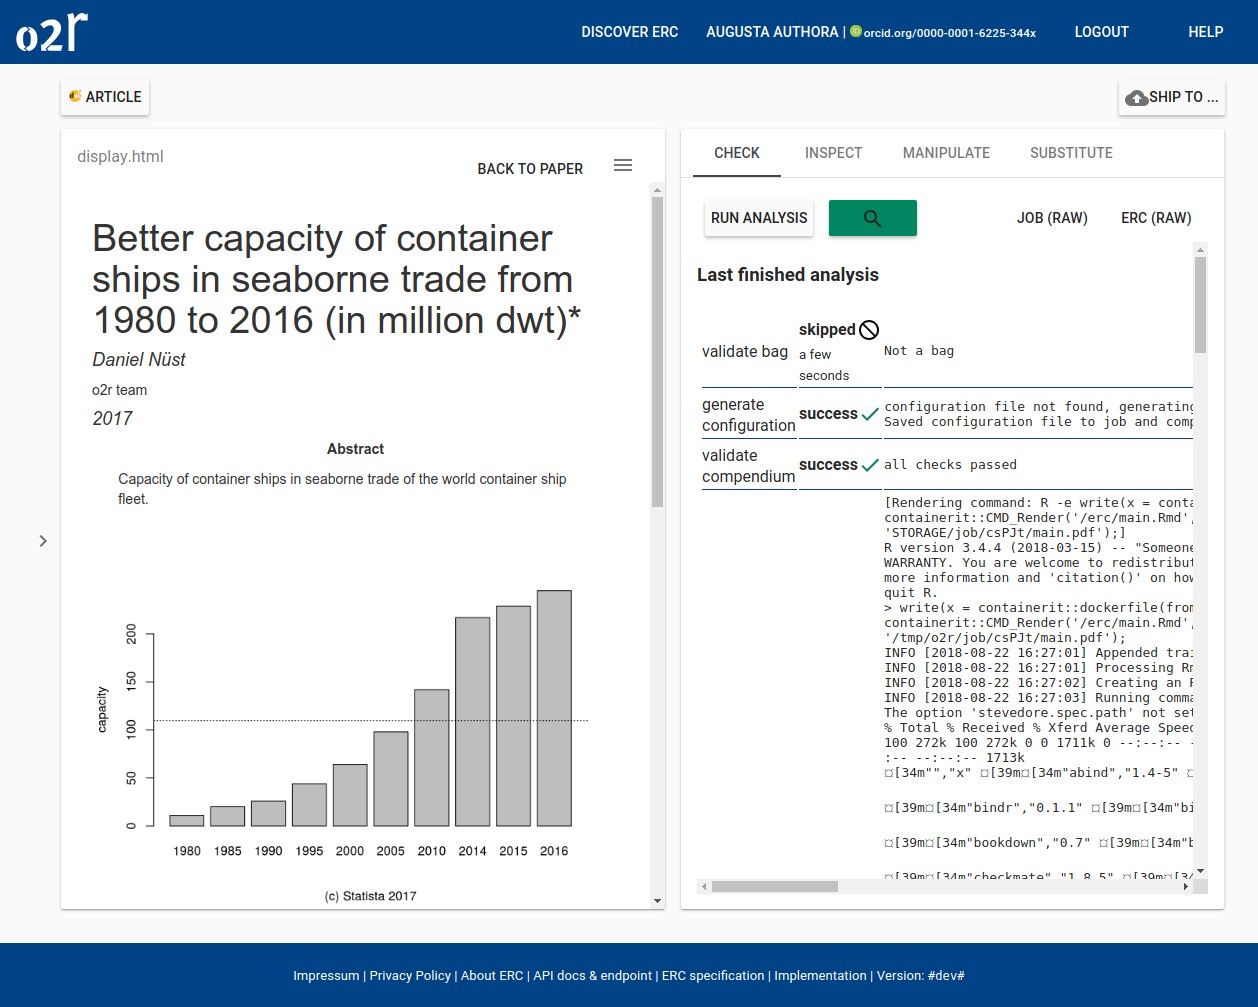 o2r
DISCOVER ERC
AUGUSTA AUTHORA | iD orcid.org/0000-0001-6225-344x
LOGOUT
HELP
ARTICLE
SHIP TO ...
display.html
BACK TO PAPER
Better capacity of container
ships in seaborne trade from
1980 to 2016 (in million dwt)*
Daniel Nüst
o2r team
2017
Abstract
Capacity of container ships in seaborne trade of the world container ship
fleet.
capacity
200
150
100
50
0
1980 1985 1990 1995 2000 2005 2010 2014 2015 2016
(c) Statista 2017
CHECK INSPECT MANIPULATE SUBSTITUTE
RUN ANALYSIS
JOB (RAW)
ERC (RAW)
Last finished analysis
validate bag
skipped
a few
seconds
Not a bag
generate
configuration
success
configuration file not found, generating
Saved configuration file to job and comp
validate
compendium
success
all checks passed
[Rendering command: R -e write(x = conta
containerit::CMD_Render('/erc/main.Rmd',
'STORAGE/job/csPJt/main.pdf');]
R version 3.4.4 (2018-03-15) -- "Someone
WARRANTY. You are welcome to redistribut
more information and 'citation()' on how
quit R.
> write(x = containerit::dockerfile(from
containerit::CMD_Render('/erc/main.Rmd',
'/tmp/o2r/job/csPJt/main.pdf');
INFO [2018-08-22 16:27:01] Appended trai
INFO [2018-08-22 16:27:01] Processing Rm
INFO [2018-08-22 16:27:02] Creating an R
INFO [2018-08-22 16:27:03] Running comma
The option 'stevedore.spec.path' not set
% Total % Received % Xferd Average Speed
100 272k 100 272k 0 0 1711k 0 --:--:-- -
:-- --:--:-- 1713k
¤[34m"","x" ¤[39m¤[34m"abind","1.4-5" ¤
¤[39m¤[34m"bindr","0.1.1" ¤[39m¤[34m"bi
¤[39m¤[34m"bookdown","0.7" ¤[39m¤[34m"b
¤[39m¤[34m"checkmate","1.8.5" ¤[39m¤[34
Impressum | Privacy Policy | About ERC | API docs & endpoint | ERC specification | Implementation | Version: #dev#